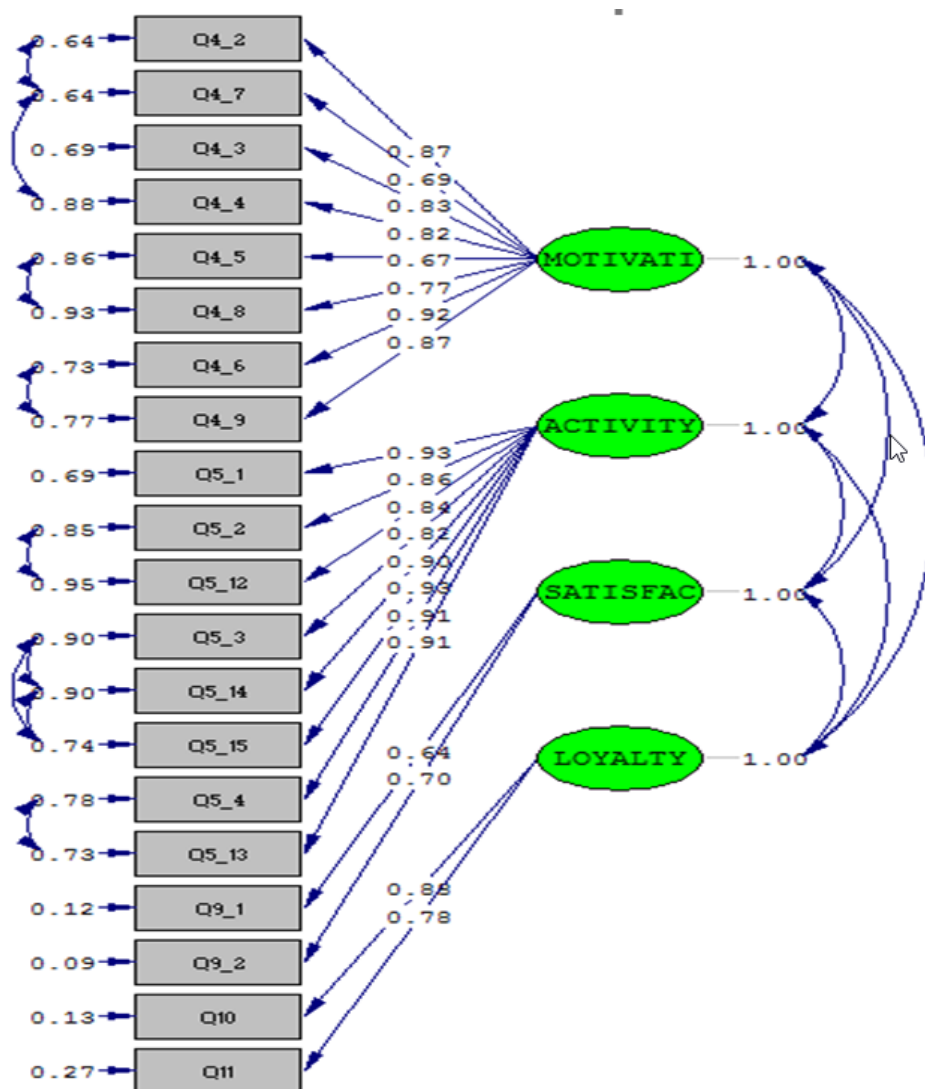 0.64 Q4_2
0.64 Q4_7
0.69 Q4_3
0.88 Q4_4
0.86 Q4_5
0.93 Q4_8
0.73 Q4_6
0.77 Q4_9
0.69 Q5_1
0.85 Q5_2
0.95 Q5_12
0.90 Q5_3
0.90 Q5_14
0.74 Q5_15
0.78 Q5_4
0.73 Q5_13
0.12 Q9_1
0.09 Q9_2
0.13 Q10
0.27 Q11
0.87
0.69
0.83
0.82
0.67
0.77
0.92
0.87
0.93
0.86
0.84
0.82
0.90
0.93
0.91
0.91
0.64
0.70
0.88
0.78
MOTIVATI 1.00
ACTIVITY 1.00
SATISFAC 1.00
LOYALTY 1.00